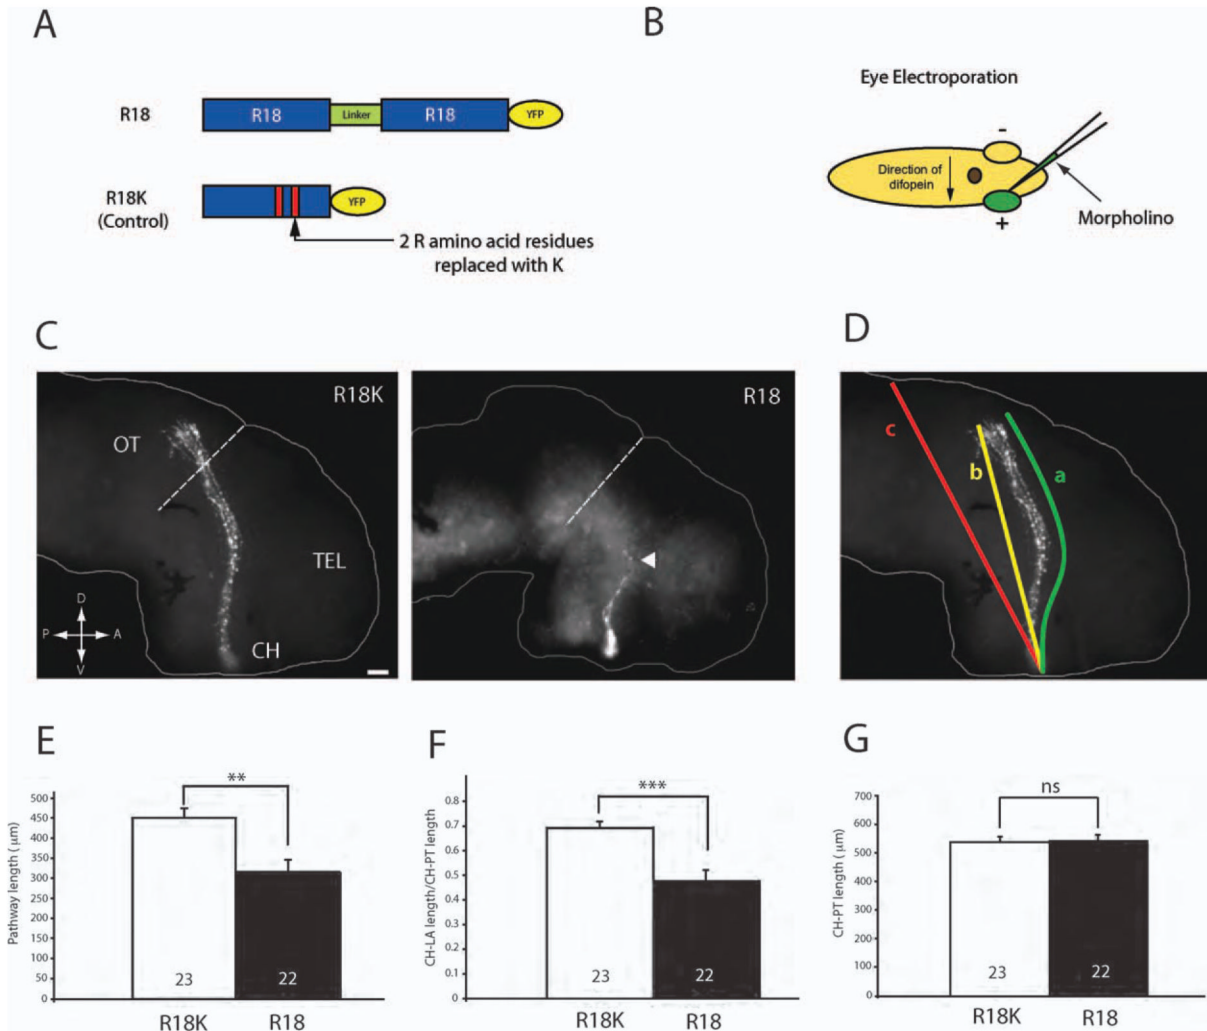 A
R18
R18
Linker
R18
YFP
R18K
(Control)
YFP
2 R amino acid residues
replaced with K
B
Eye Electroporation
-
Direction of
difopein
+
Morpholino
C
R18K
OT
TEL
CH
D
P
A
V
R18
D
c
b
a
E
**
Pathway length ( μm)
500
450
400
350
300
250
200
150
100
50
0
23
22
R18K
R18
F
***
CH-LA length/CH-PT length
0.8
0.7
0.6
0.5
0.4
0.3
0.2
0.1
0
23
22
R18K
R18
G
ns
CH-PT length ( μm)
700
600
500
400
300
200
100
0
23
22
R18K
R18